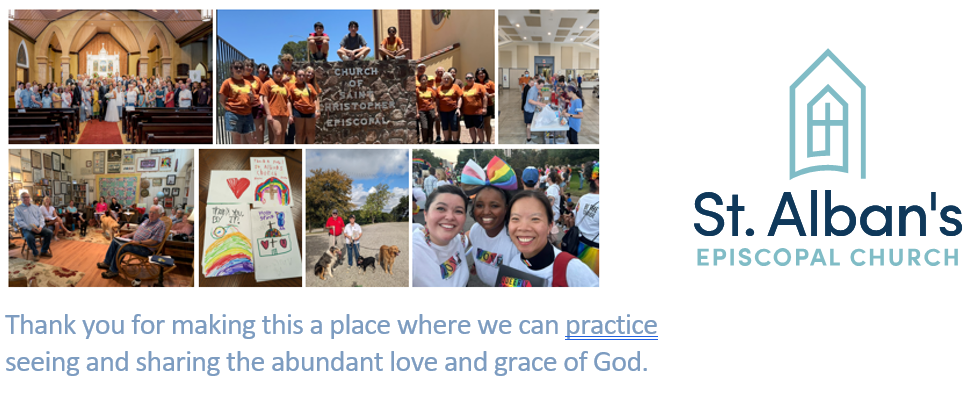 CHURCH
OF
SAINT
CHRISTOPHER
EPISCOPAL
St. Alban's
EPISCOPAL CHURCH
Thank you for making this a place where we can practice
seeing and sharing the abundant love and grace of God.